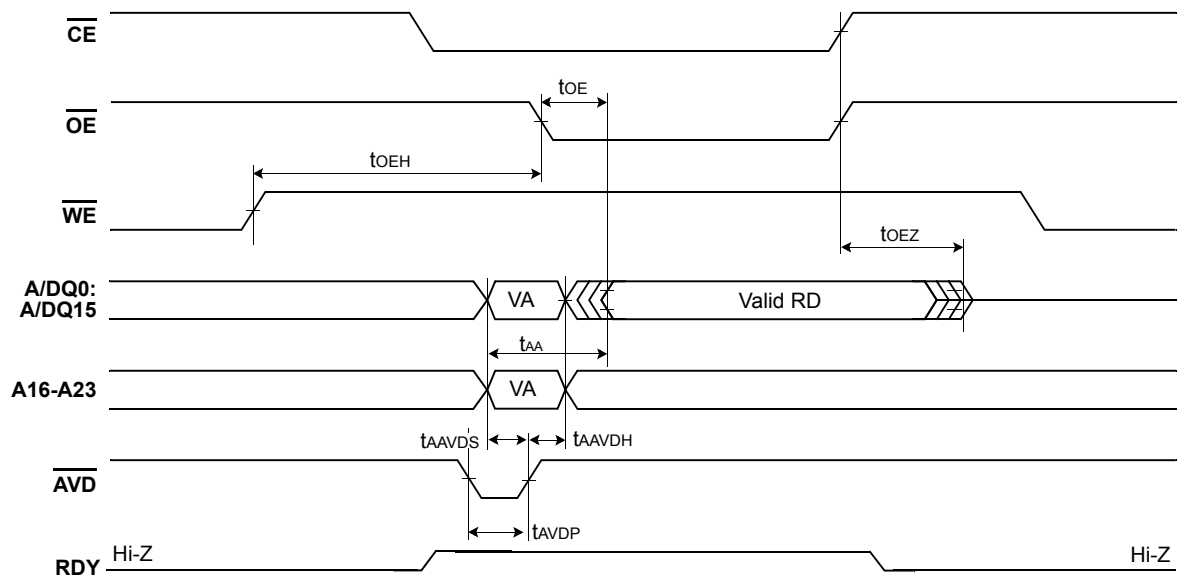 CE
tOE
OE
tOEH
WE
tOEZ
A/DQ0:
A/DQ15
VA
Valid RD
tAA
A16-A23
VA
tAAVDS
tAAVDH
AVD
tAVDP
Hi-Z
Hi-Z
RDY